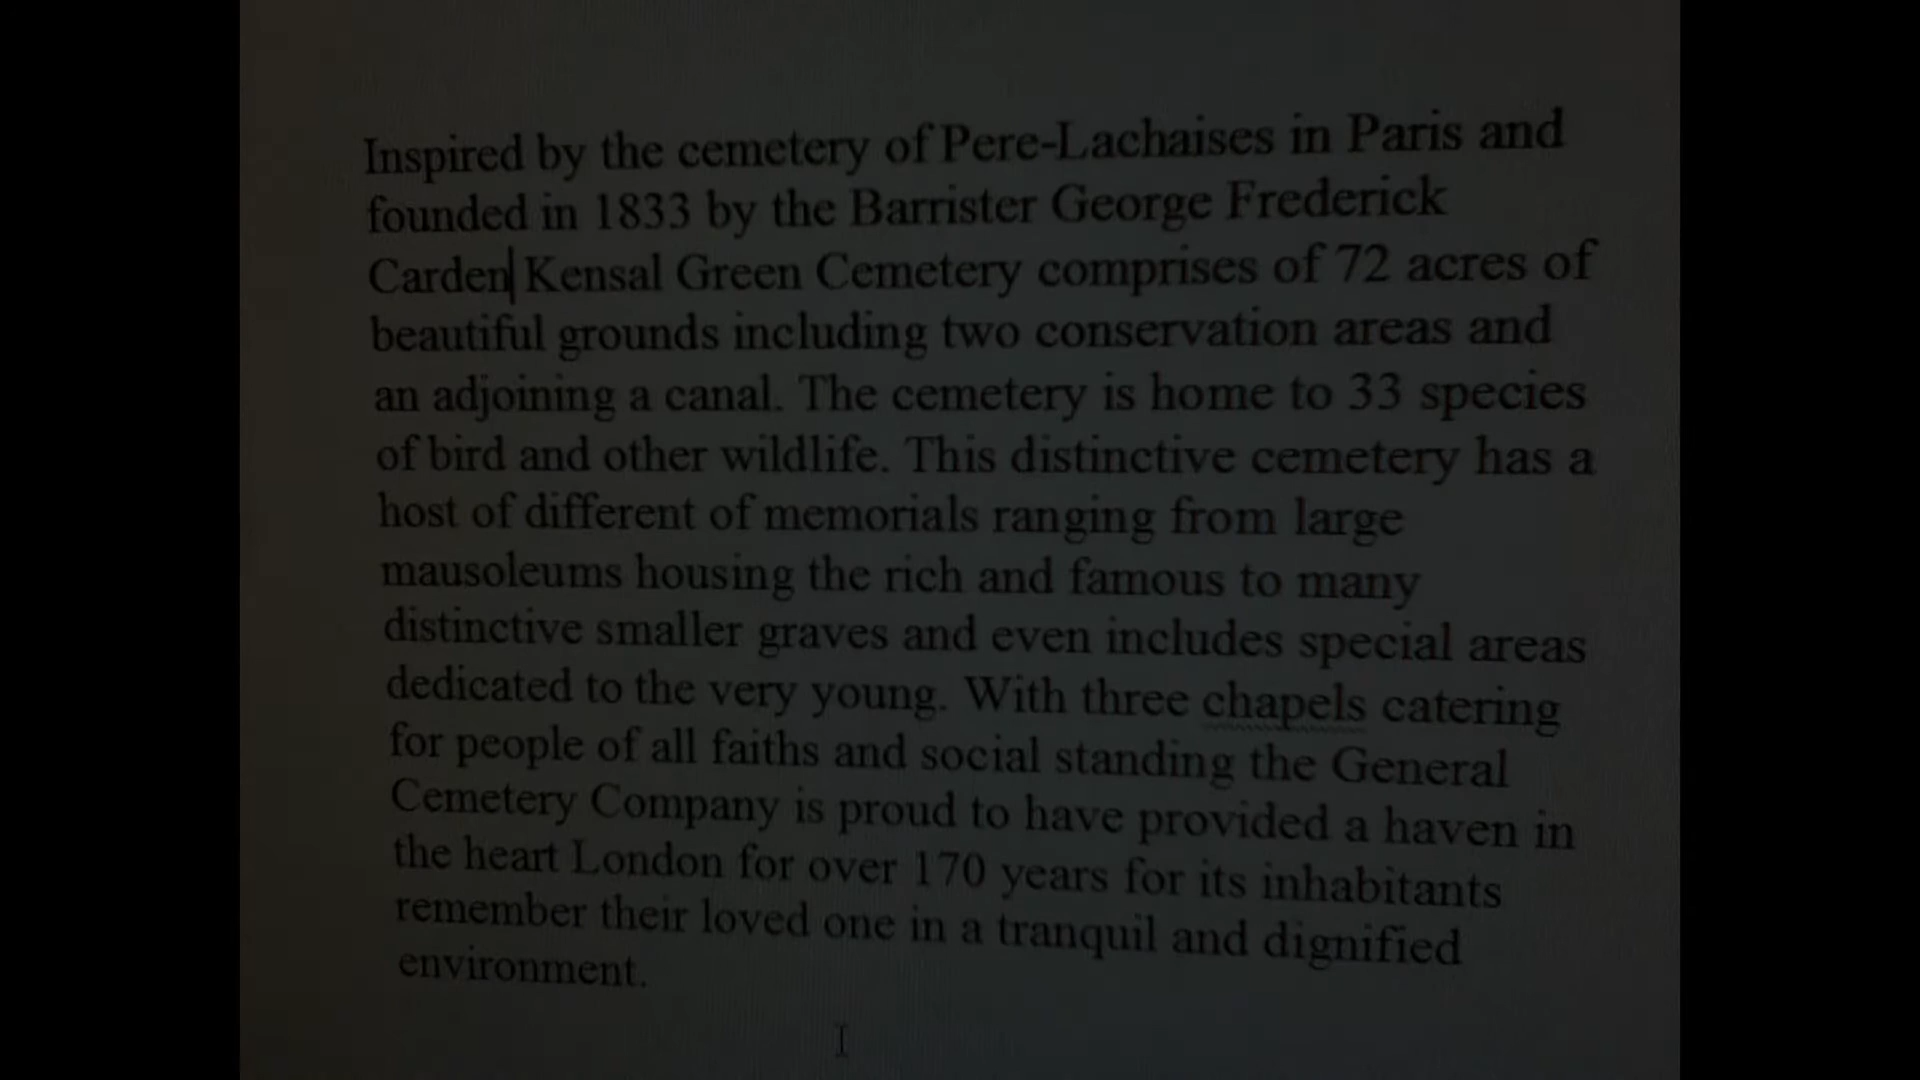 Inspired by the cemetery of Pere-Lachaises in Paris and
founded in 1833 by the Barrister George Frederick
Carden Kensal Green Cemetery comprises of 72 acres of
beautiful grounds including two conservation areas and
an adjoining a canal. The cemetery is home to 33 species
of bird and other wildlife. This distinctive cemetery has a
host of different of memorials ranging from large
mausoleums housing the rich and famous to many
distinctive smaller graves and even includes special areas
dedicated to the very young. With three chapels catering
for people of all faiths and social standing the General
Cemetery Company is proud to have provided a haven in
the heart London for over 170 years for its inhabitants
remember their loved one in a tranquil and dignified
environment.